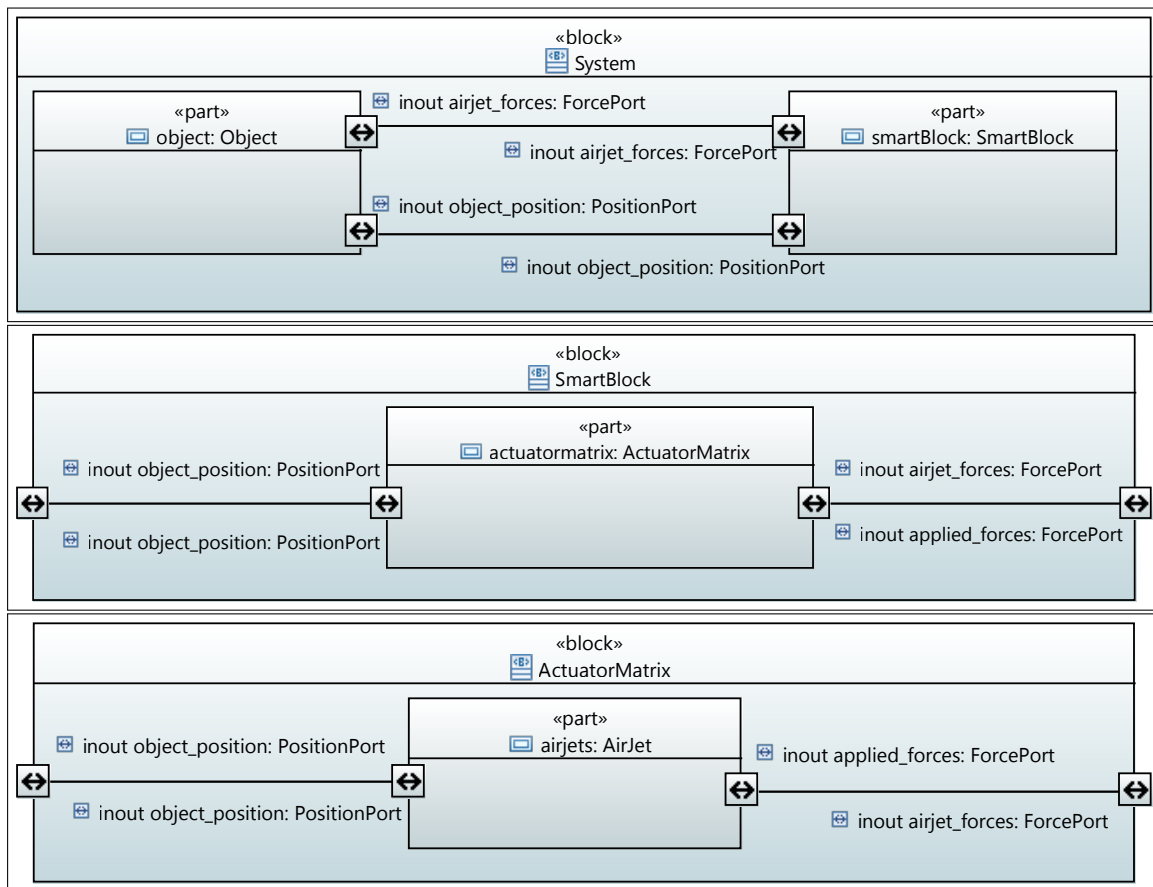 «block»
System
«part»
object: Object
inout airjet_forces: ForcePort
«part»
smartBlock: SmartBlock
inout airjet_forces: ForcePort
inout object_position: PositionPort
inout object_position: PositionPort
«block»
SmartBlock
«part»
actuatormatrix: ActuatorMatrix
inout object_position: PositionPort
inout airjet_forces: ForcePort
inout object_position: PositionPort
inout applied_forces: ForcePort
«block»
ActuatorMatrix
«part»
airjets: AirJet
inout object_position: PositionPort
inout applied_forces: ForcePort
inout object_position: PositionPort
inout airjet_forces: ForcePort